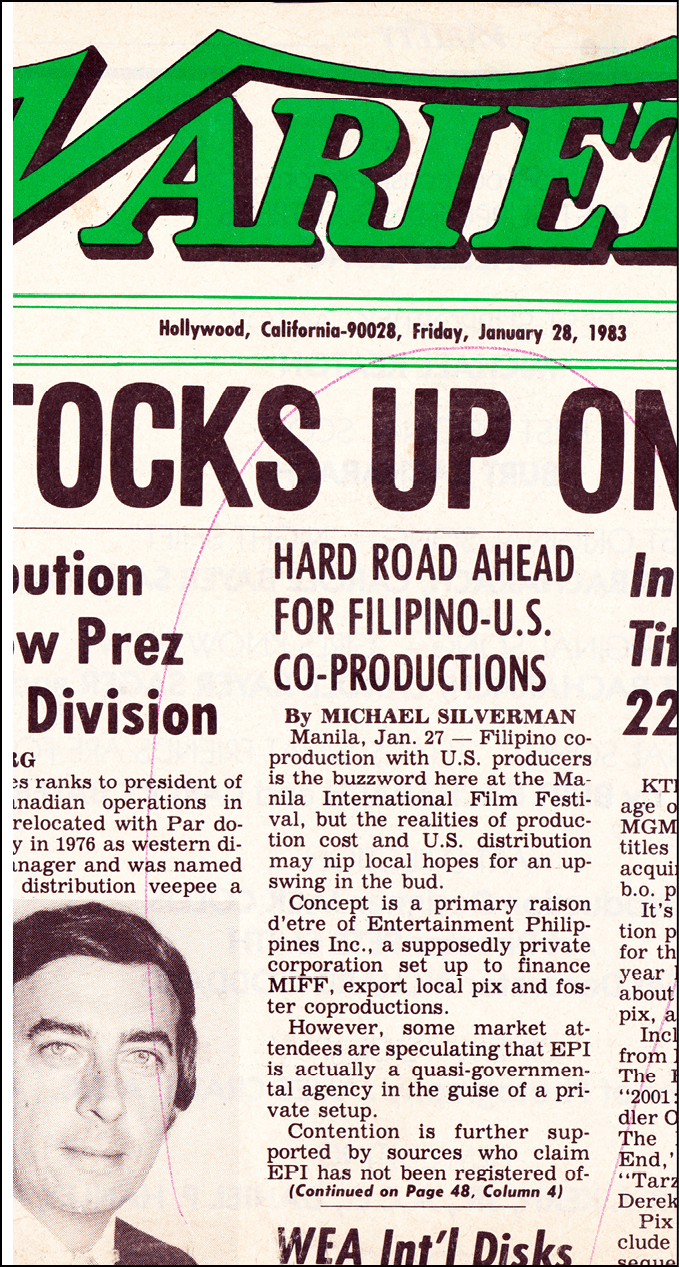 VARIET
Hollywood, California-90028, Friday, January 28, 1983
TOCKS UP ON
bution
ow Prez
Division
RG
es ranks to president of
anadian operations in
relocated with Par do-
y in 1976 as western di-
anager and was named
distribution veepee a
HARD ROAD AHEAD
FOR FILIPINO-U.S.
CO-PRODUCTIONS
By MICHAEL SILVERMAN
Manila, Jan. 27 — Filipino co-
production with U.S. producers
is the buzzword here at the Ma-
nila International Film Festi-
val, but the realities of produc-
tion cost and U.S. distribution
may nip local hopes for an up-
swing in the bud.
Concept is a primary raison
d'etre of Entertainment Philip-
pines Inc., a supposedly private
corporation set up to finance
MIFF, export local pix and fos-
ter coproductions.
However, some market at-
tendees are speculating that EPI
is actually a quasi-governmen-
tal agency in the guise of a pri-
vate setup.
Contention is further sup-
ported by sources who claim
EPI has not been registered of-
(Continued on Page 48, Column 4)
WEA Int'l Disks
In
Tit
22
KTL
age o
MGM
titles
acqui
b.o. p
It's
tion p
for th
year
about
pix, a
Incl
from
The
"2001:
dler O
The
End,'
"Tarz
Derek
Pix
clude
seque